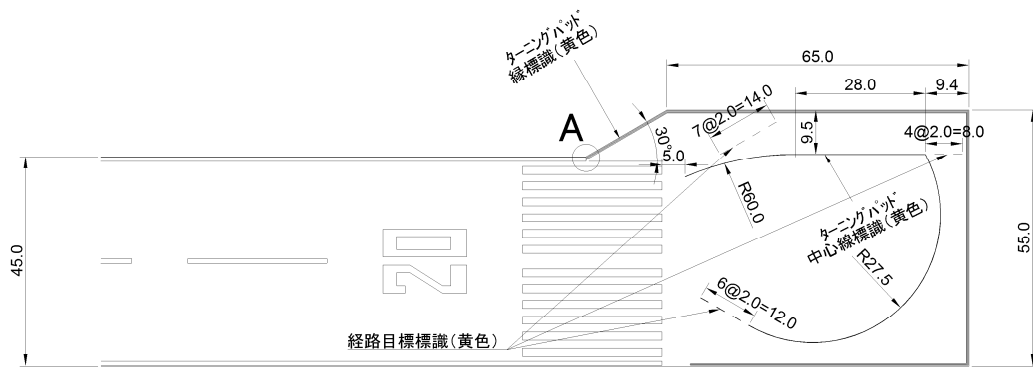 ターニングパッド
縁標識(黄色)
65.0
28.0
9.4
7@2.0=14.0
A
30°
5.0
9.5
4@2.0=8.0
R60.0
ターニングパッド
中心線標識(黄色)
R27.5
45.0
55.0
20
6@2.0=12.0
経路目標標識(黄色)